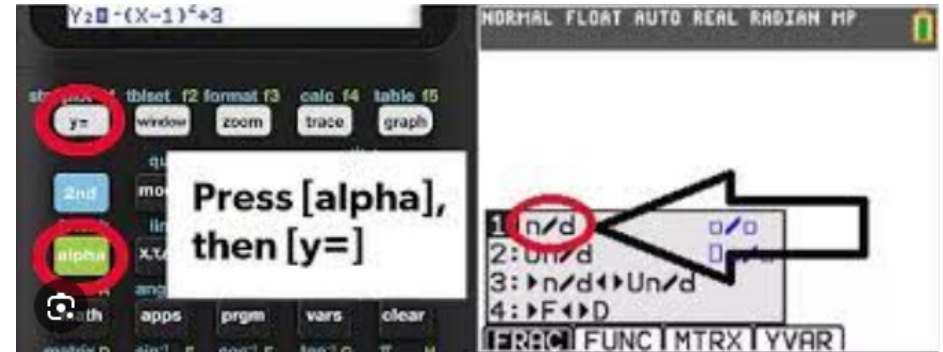 Y₂=-(X-1)²+3
tblset f2 format f3 calc f4 table f5
y= window zoom trace graph
2nd
alpha
apps prgm vars clear
Press [alpha],
then [y=]
NORMAL FLOAT AUTO REAL RADIAN MP
1:n/d
2:Un/d
3:►n/d◄►Un/d
4:►F◄►D
FRAC FUNC MTRX YVAR